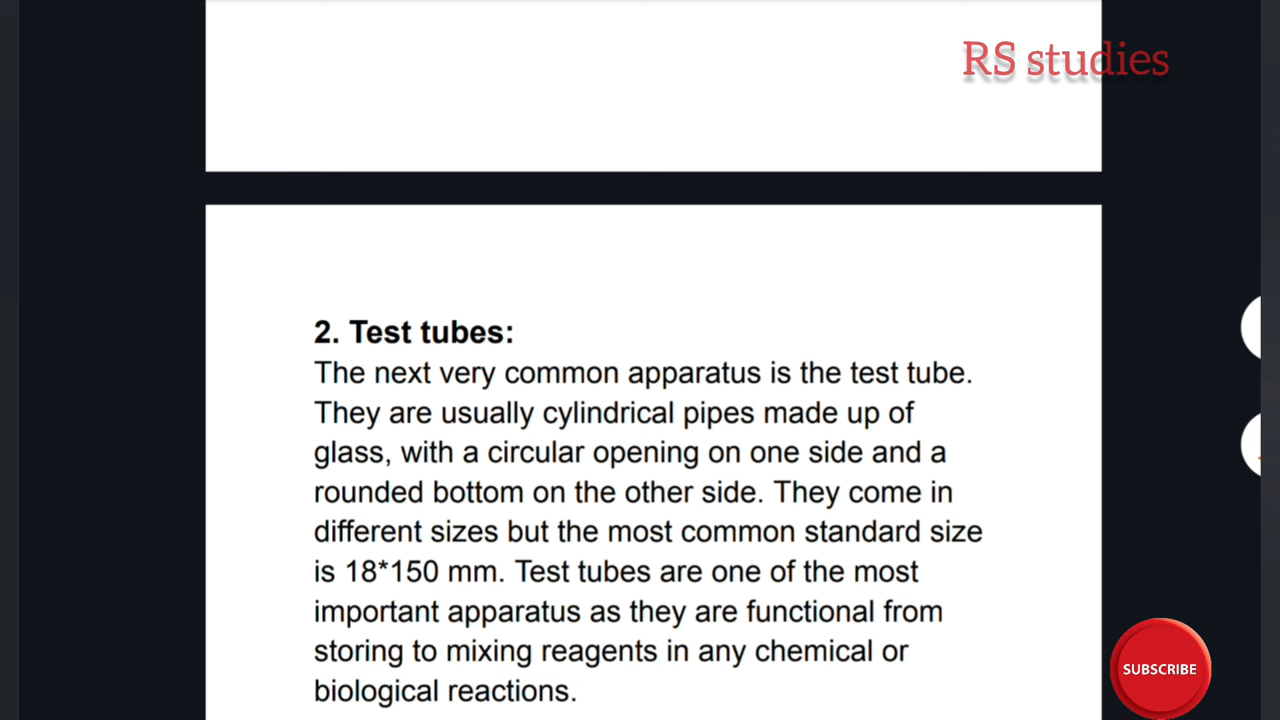 RS studies
2. Test tubes:
The next very common apparatus is the test tube.
They are usually cylindrical pipes made up of
glass, with a circular opening on one side and a
rounded bottom on the other side. They come in
different sizes but the most common standard size
is 18*150 mm. Test tubes are one of the most
important apparatus as they are functional from
storing to mixing reagents in any chemical or
biological reactions.
SUBSCRIBE